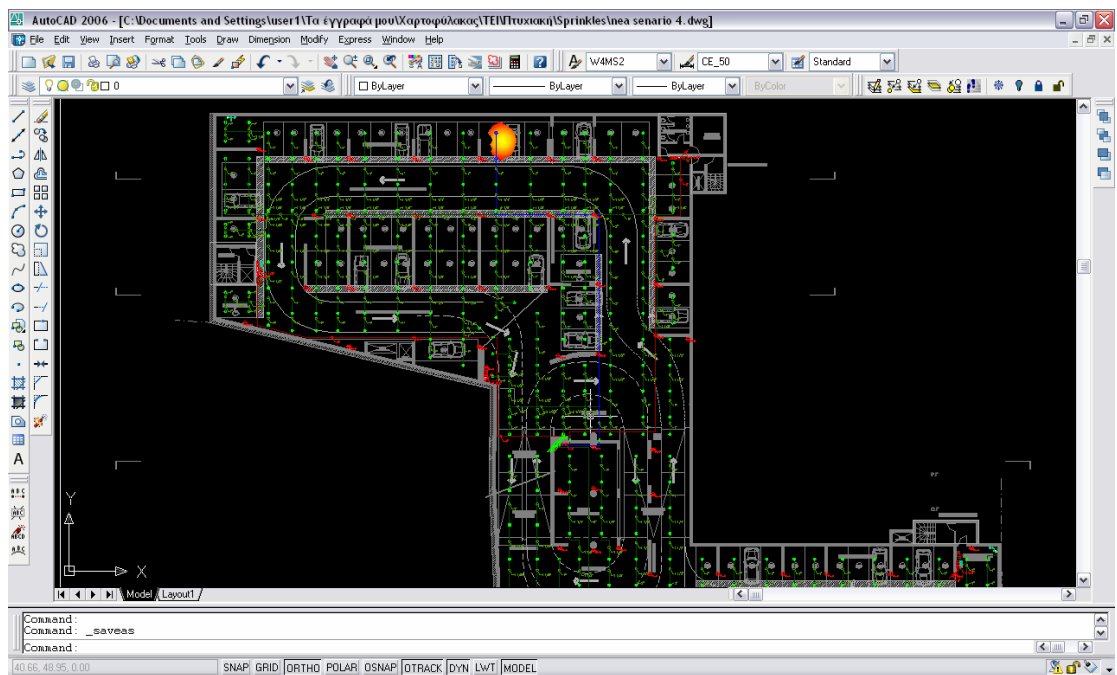 AutoCAD 2006 - [C:\Documents and Settings\user1\Τα έγγραφά μου\Χαρτοφύλακας\ΤΕΙ\Πτυχιακή\Sprinkles\nea senario 4.dwg]
File Edit View Insert Format Tools Draw Dimension Modify Express Window Help
W4MS2 CE_50 Standard
0 ByLayer ByLayer ByLayer ByColor
Y
X
Model Layout1
Command:
Command: _saveas
Command:
40.66, 48.95, 0.00 SNAP GRID ORTHO POLAR OSNAP OTRACK DYN LWT MODEL